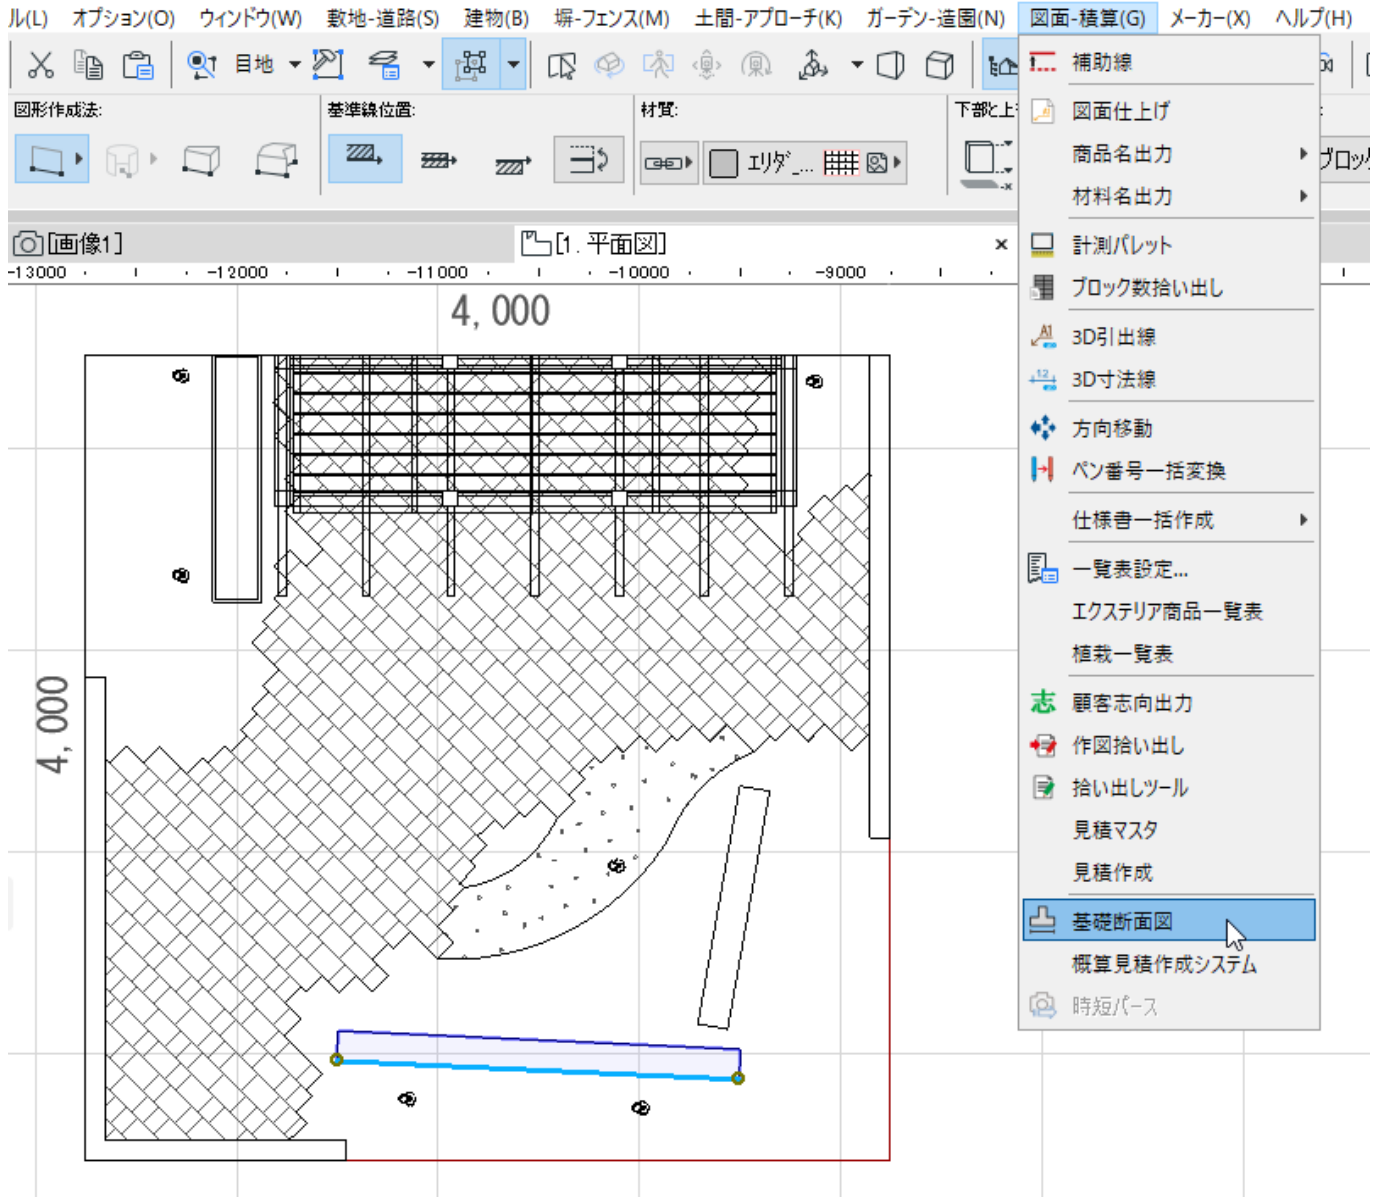 ル(L) オプション(O) ウィンドウ(W) 敷地-道路(S) 建物(B) 塀-フェンス(M) 土間-アプローチ(K) ガーデン-造園(N) 図面-積算(G) メーカー(X) ヘルプ(H)
目地
図形作成法:
基準線位置:
材質:
下部と上
エリダ_...
ブロッ
[画像1]
[1. 平面図]
-13000 -12000 -11000 -10000 -9000
4,000
4,000
補助線
図面仕上げ
商品名出力
材料名出力
計測パレット
ブロック数拾い出し
3D引出線
3D寸法線
方向移動
ペン番号一括変換
仕様書一括作成
一覧表設定...
エクステリア商品一覧表
植栽一覧表
志 顧客志向出力
作図拾い出し
拾い出しツール
見積マスタ
見積作成
基礎断面図
概算見積作成システム
時短パース